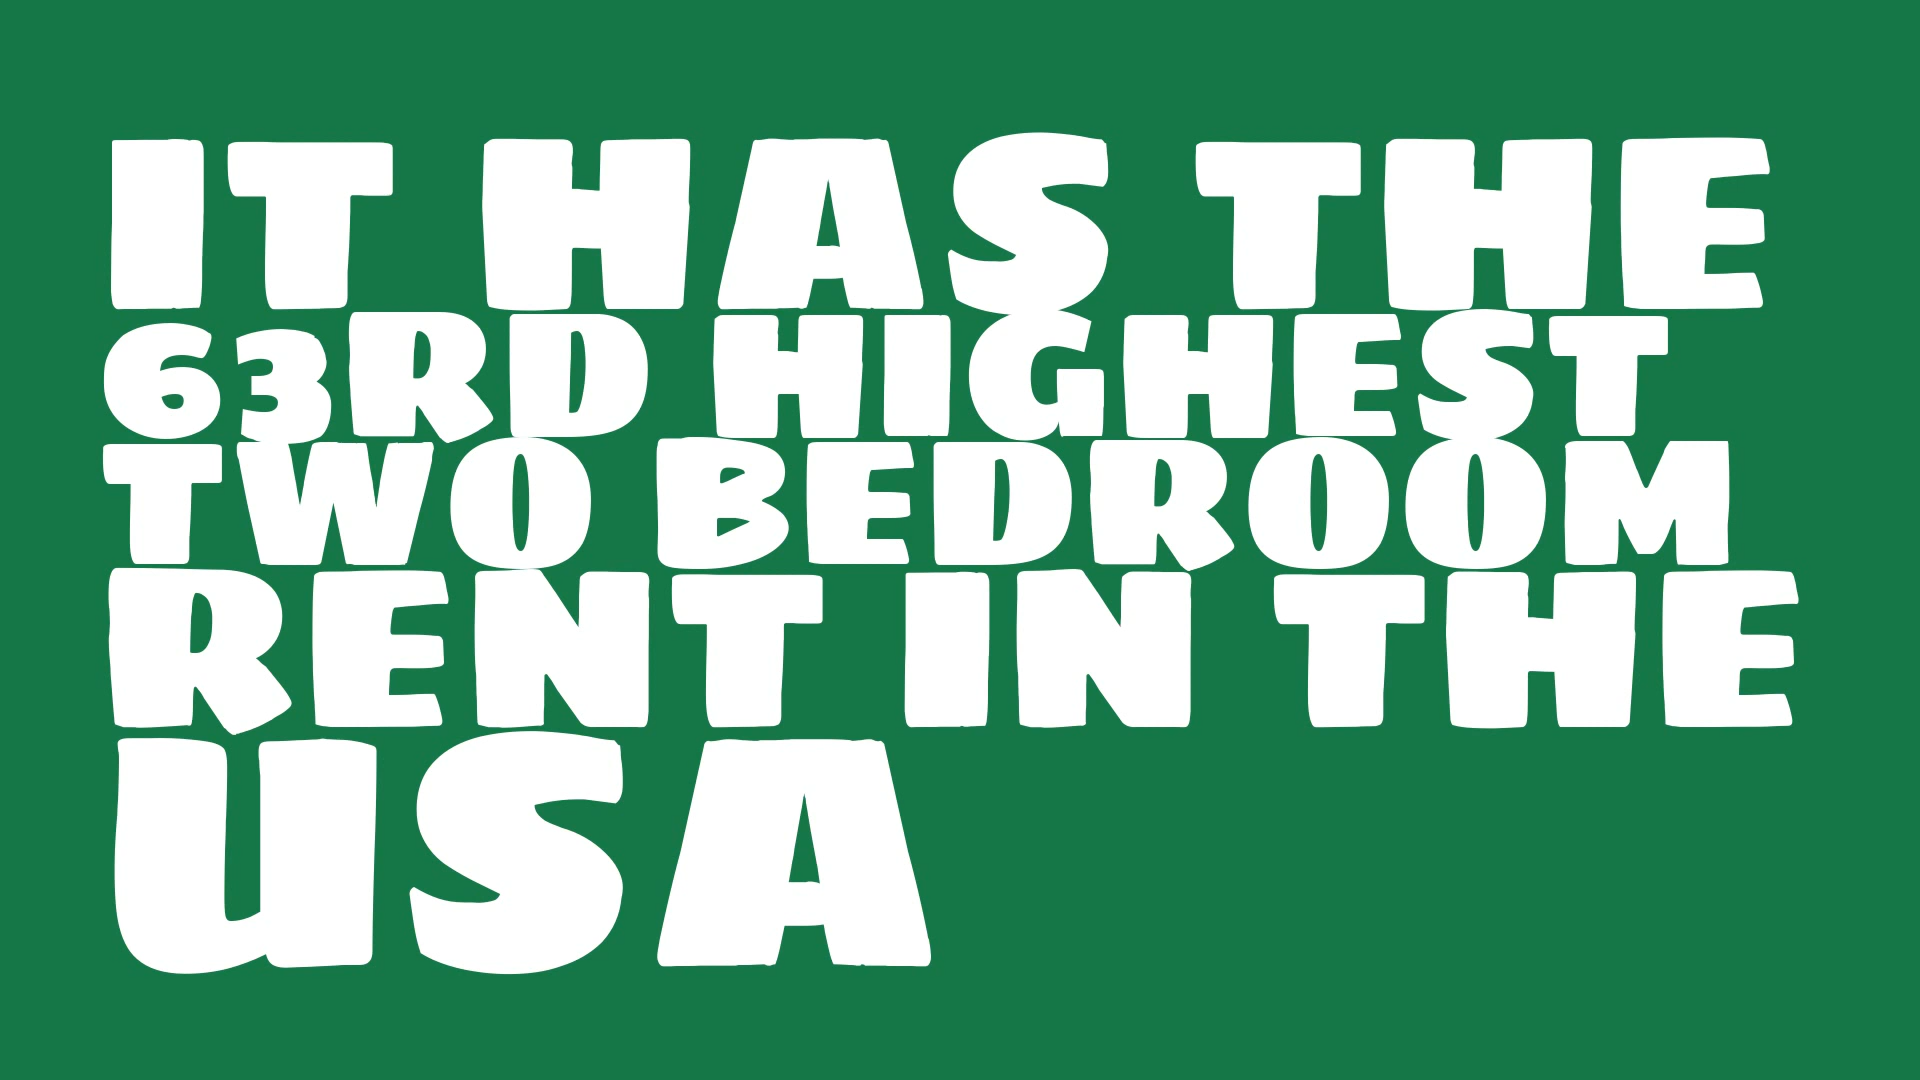 IT HAS THE
63RD HIGHEST
TWO BEDROOM
RENT IN THE
USA